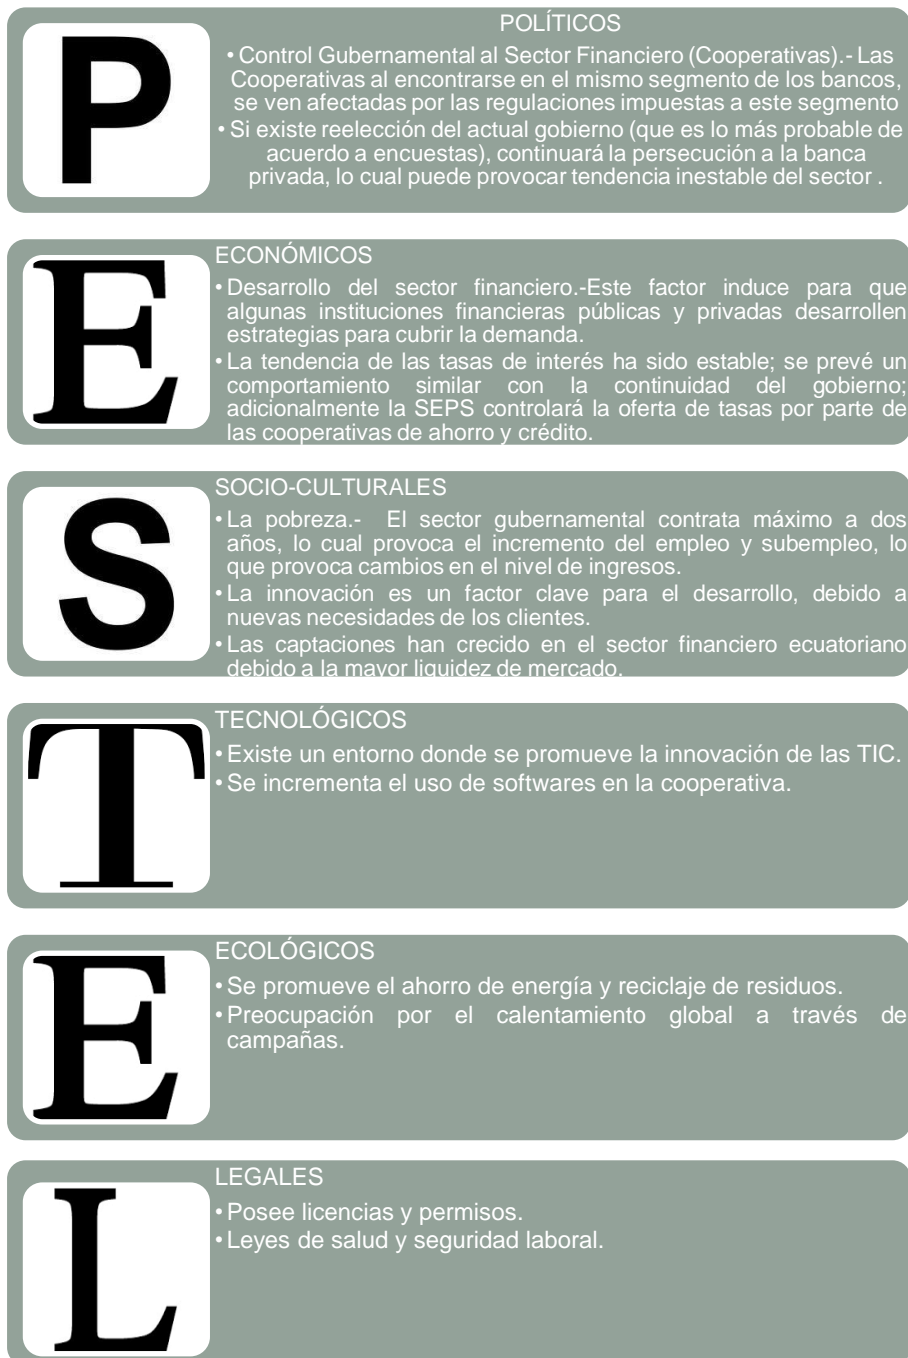 P
POLÍTICOS
• Control Gubernamental al Sector Financiero (Cooperativas).- Las
Cooperativas al encontrarse en el mismo segmento de los bancos,
se ven afectadas por las regulaciones impuestas a este segmento
• Si existe reelección del actual gobierno (que es lo más probable de
acuerdo a encuestas), continuará la persecución a la banca
privada, lo cual puede provocar tendencia inestable del sector .
E
ECONÓMICOS
• Desarrollo del sector financiero.-Este factor induce para que
algunas instituciones financieras públicas y privadas desarrollen
estrategias para cubrir la demanda.
• La tendencia de las tasas de interés ha sido estable; se prevé un
comportamiento similar con la continuidad del gobierno;
adicionalmente la SEPS controlará la oferta de tasas por parte de
las cooperativas de ahorro y crédito.
S
SOCIO-CULTURALES
• La pobreza.- El sector gubernamental contrata máximo a dos
años, lo cual provoca el incremento del empleo y subempleo, lo
que provoca cambios en el nivel de ingresos.
• La innovación es un factor clave para el desarrollo, debido a
nuevas necesidades de los clientes.
• Las captaciones han crecido en el sector financiero ecuatoriano
debido a la mayor liquidez de mercado.
T
TECNOLÓGICOS
• Existe un entorno donde se promueve la innovación de las TIC.
• Se incrementa el uso de softwares en la cooperativa.
E
ECOLÓGICOS
• Se promueve el ahorro de energía y reciclaje de residuos.
• Preocupación por el calentamiento global a través de
campañas.
L
LEGALES
• Posee licencias y permisos.
• Leyes de salud y seguridad laboral.